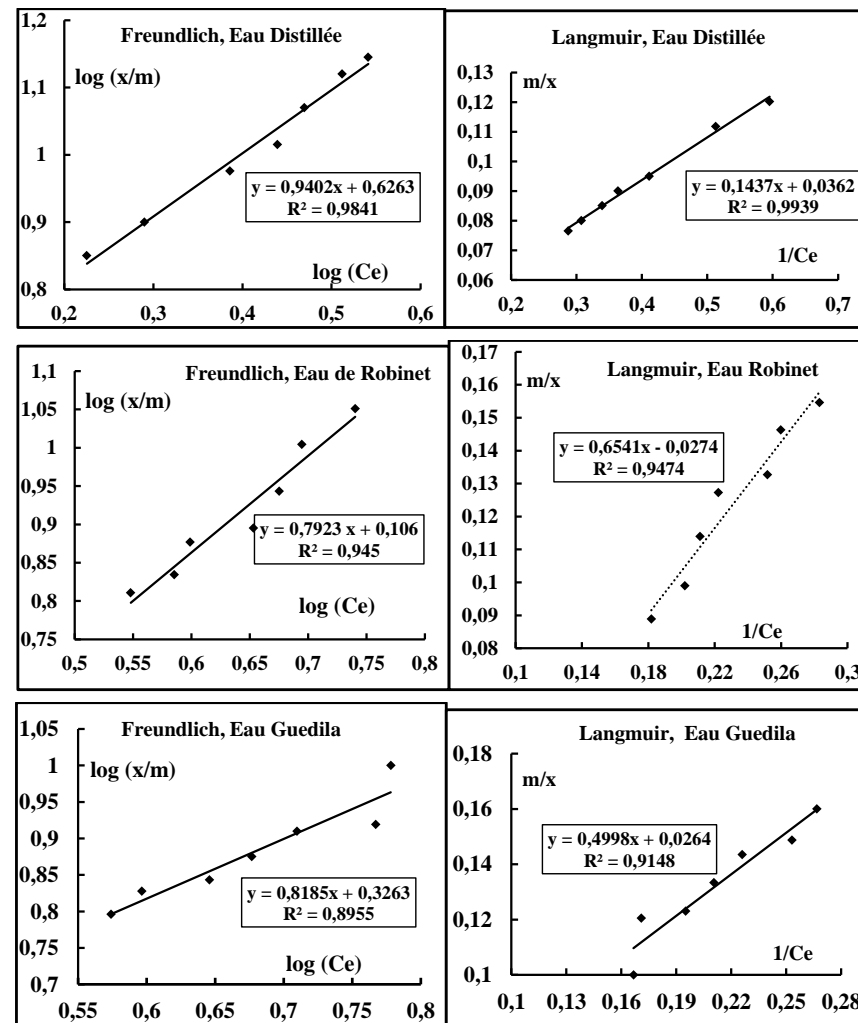 Freundlich, Eau Distillée
log (x/m)
1,2
1,1
1
0,9
0,8
y = 0,9402x + 0,6263
R² = 0,9841
log (Ce)
0,2 0,3 0,4 0,5 0,6
Langmuir, Eau Distillée
m/x
0,13
0,12
0,11
0,1
0,09
0,08
0,07
0,06
y = 0,1437x + 0,0362
R² = 0,9939
1/Ce
0,2 0,3 0,4 0,5 0,6 0,7
Freundlich, Eau de Robinet
log (x/m)
1,1
1,05
1
0,95
0,9
0,85
0,8
0,75
y = 0,7923 x + 0,106
R² = 0,945
log (Ce)
0,5 0,55 0,6 0,65 0,7 0,75 0,8
Langmuir, Eau Robinet
m/x
0,17
0,16
0,15
0,14
0,13
0,12
0,11
0,1
0,09
0,08
y = 0,6541x - 0,0274
R² = 0,9474
1/Ce
0,1 0,14 0,18 0,22 0,26 0,3
Freundlich, Eau Guedila
log (x/m)
1,05
1
0,95
0,9
0,85
0,8
0,75
0,7
y = 0,8185x + 0,3263
R² = 0,8955
log (Ce)
0,55 0,6 0,65 0,7 0,75 0,8
Langmuir, Eau Guedila
m/x
0,18
0,16
0,14
0,12
0,1
y = 0,4998x + 0,0264
R² = 0,9148
1/Ce
0,1 0,13 0,16 0,19 0,22 0,25 0,28